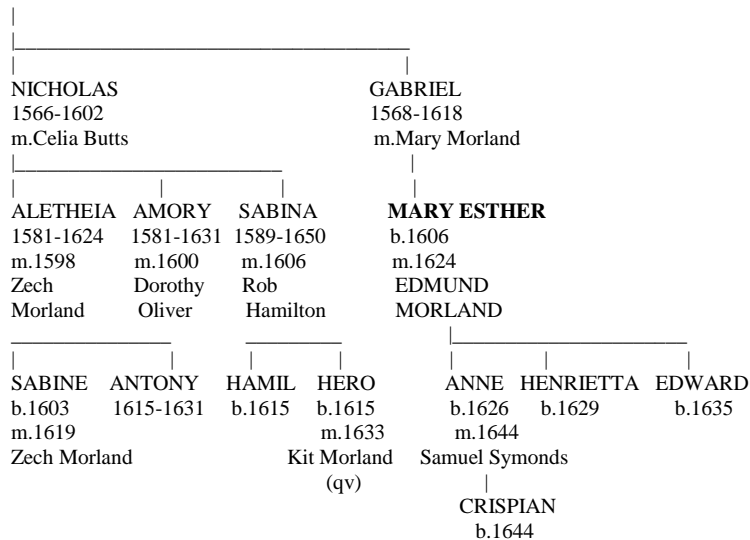 NICHOLAS GABRIEL
1566-1602 1568-1618
m.Celia Butts m.Mary Morland
ALETHEIA AMORY SABINA MARY ESTHER
1581-1624 1581-1631 1589-1650 b.1606
m.1598 m.1600 m.1606 m.1624
Zech Dorothy Rob EDMUND
Morland Oliver Hamilton MORLAND
SABINE ANTONY HAMIL HERO ANNE HENRIETTA EDWARD
b.1603 1615-1631 b.1615 b.1615 b.1626 b.1629 b.1635
m.1619 m.1633 m.1644
Zech Morland Kit Morland Samuel Symonds
(qv)
CRISPIAN
b.1644